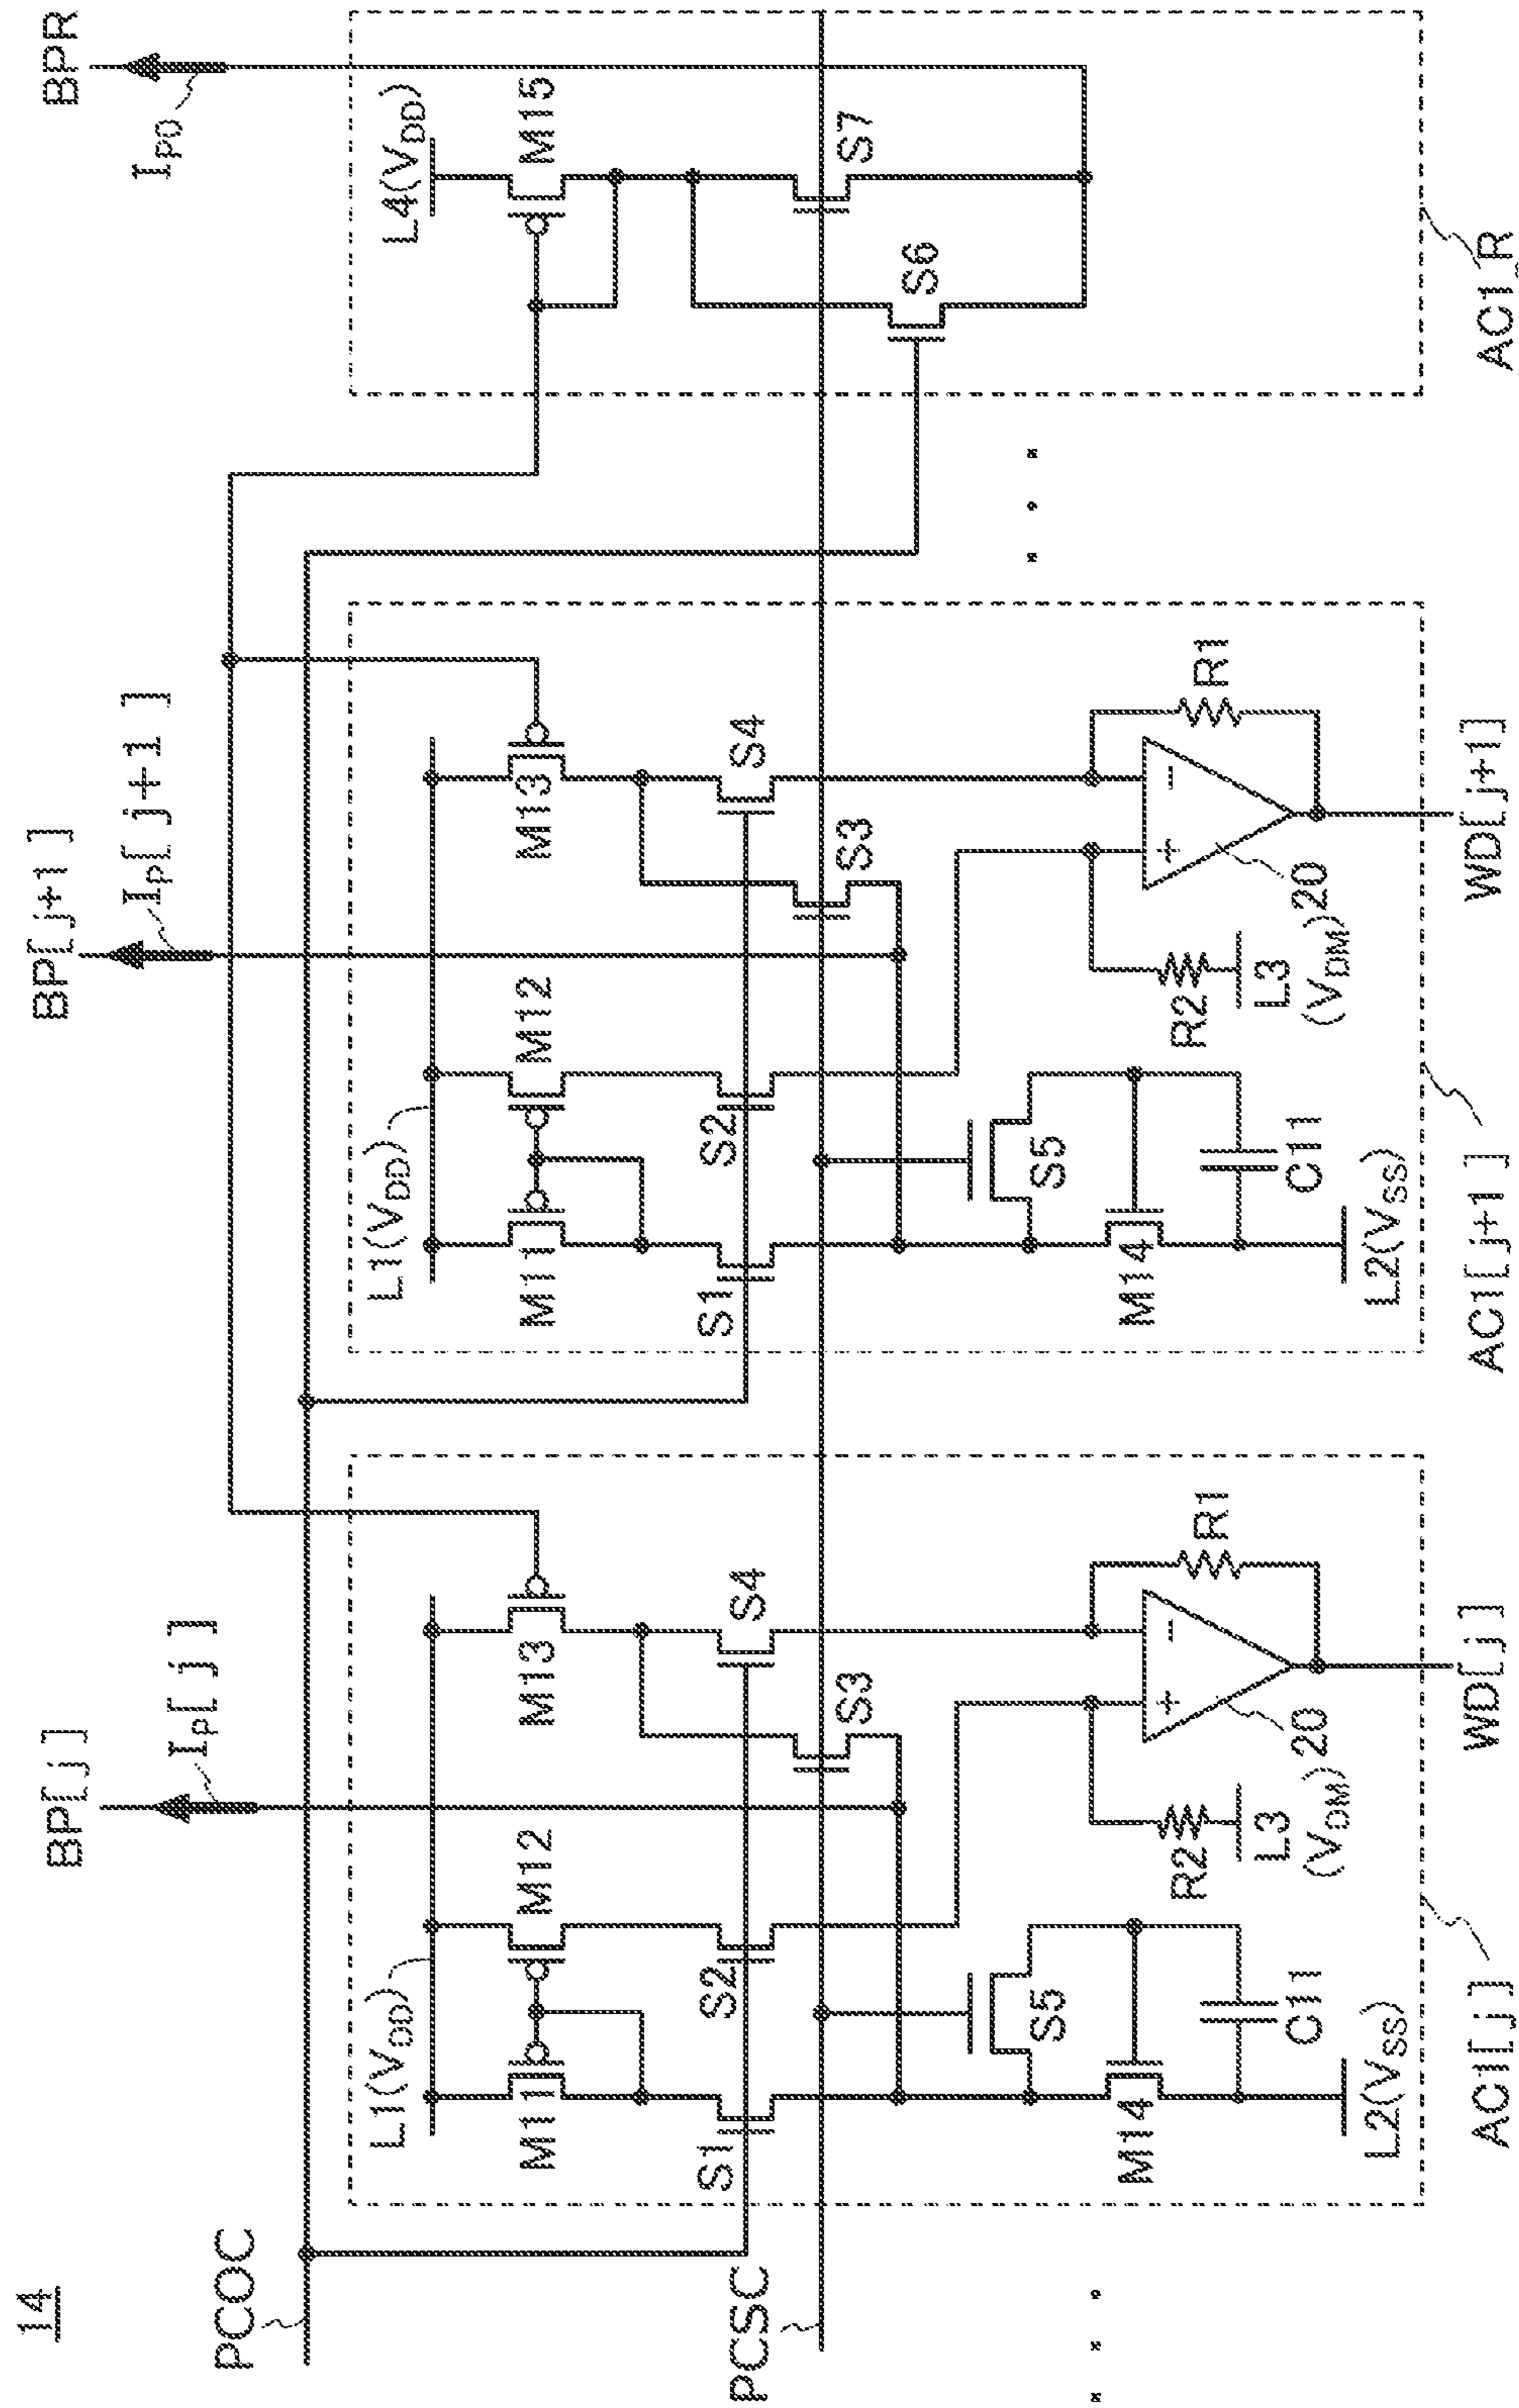 14
PCOC
PCSC
BP[j]
Ip[j]
L1(VDD)
M11
M12
M13
S1
S2
S3
S4
S5
M14
C11
L2(VSS)
R2
L3
(VDM)
20
R1
WD[j]
AC1[j]
BP[j+1]
Ip[j+1]
L1(VDD)
M11
M12
M13
S1
S2
S3
S4
S5
M14
C11
L2(VSS)
R2
L3
(VDM)
20
R1
WD[j+1]
AC1[j+1]
BPR
IP0
L4(VDD)
M15
S6
S7
AC1_R